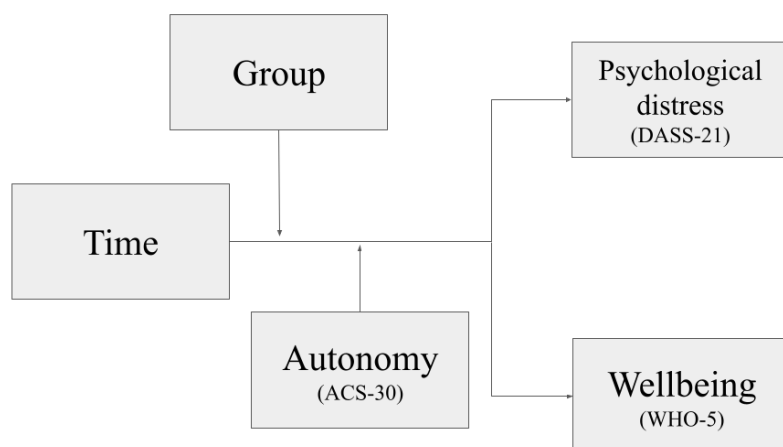 Group
Psychological
distress
(DASS-21)
Time
Autonomy
(ACS-30)
Wellbeing
(WHO-5)